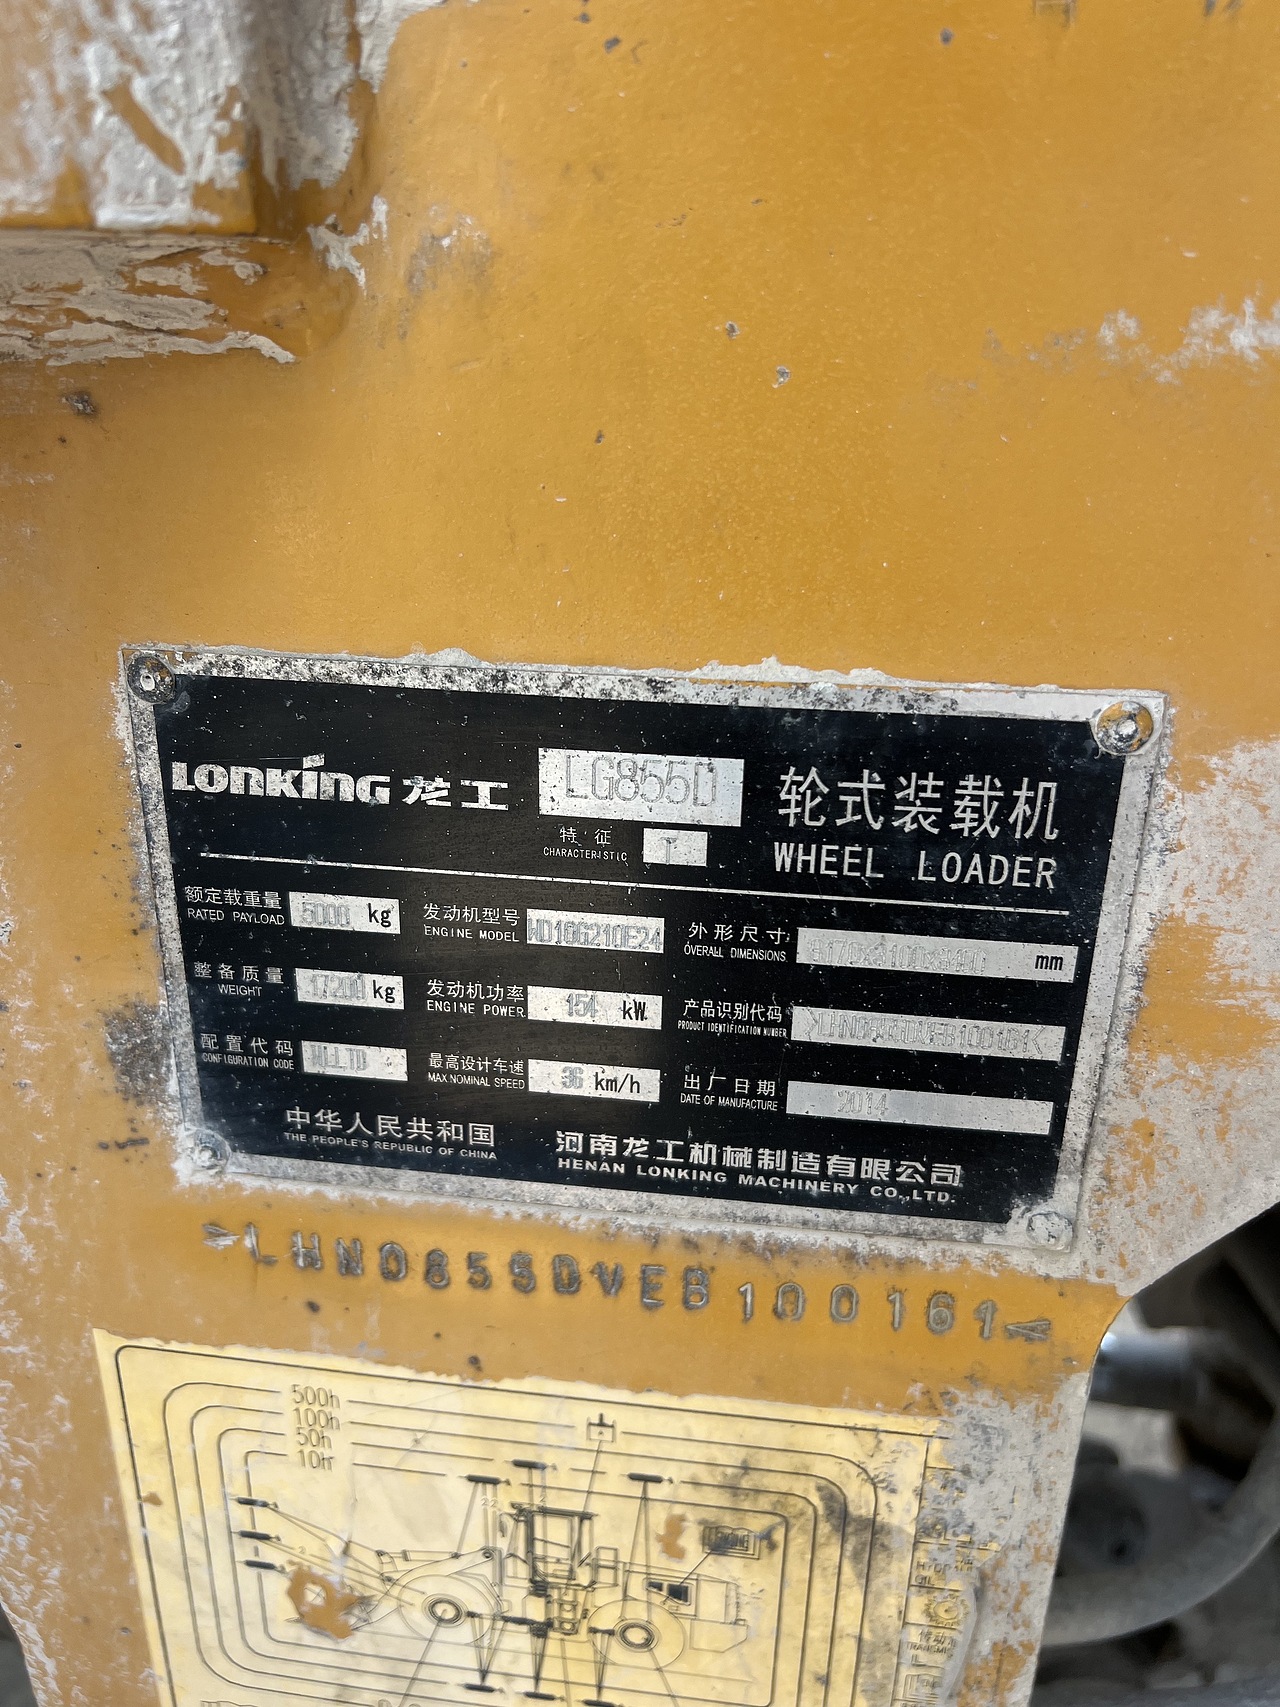 LONKING 龙工 LG855D 轮式装载机
特征 T
CHARACTERISTIC
WHEEL LOADER
额定载重量 5000 kg
RATED PAYLOAD
发动机型号 WD10G210E24
ENGINE MODEL
外形尺寸 mm
OVERALL DIMENSIONS
整备质量 17200 kg
WEIGHT
发动机功率 154 kW
ENGINE POWER
产品识别代码
PRODUCT IDENTIFICATION NUMBER
配置代码
CONFIGURATION CODE
最高设计车速 36 km/h
MAX NOMINAL SPEED
出厂日期 2014
DATE OF MANUFACTURE
中华人民共和国
THE PEOPLE'S REPUBLIC OF CHINA
河南龙工机械制造有限公司
HENAN LONKING MACHINERY CO.,LTD.
LHN0855DVEB100161
500h
100h
50h
10h